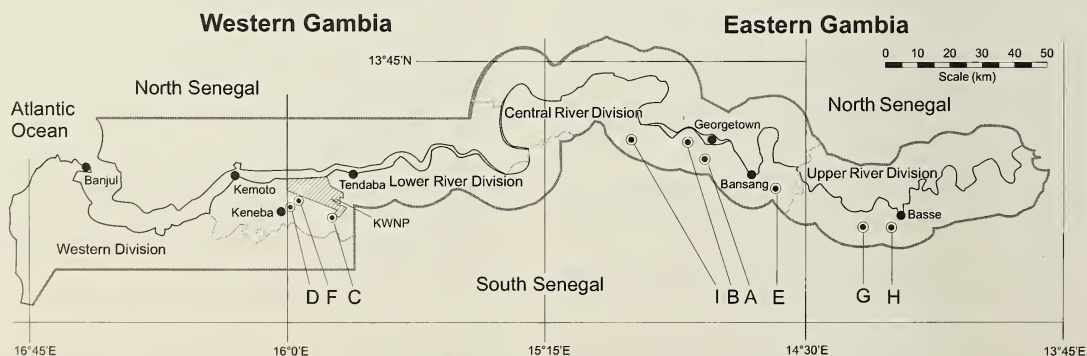 Western Gambia
Eastern Gambia
13°45'N
0 10 20 30 40 50
Scale (km)
North Senegal
North Senegal
Atlantic
Ocean
Central River Division
Georgetown
Banjul
Kemoto
Tendaba
Lower River Division
Bansang
Upper River Division
Keneba
KWNP
Basse
Western Division
South Senegal
D F C
I B A E G H
16°45'E
16°0'E
15°15'E
14°30'E
13°45'E